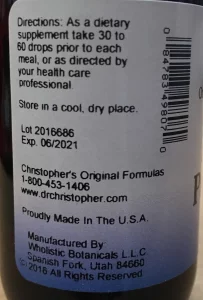 Directions: As a dietary
supplement take 30 to
60 drops prior to each
meal, or as directed by
your health care
professional.
Store in a cool, dry place.
Lot 2016686
Exp. 06/2021
Christopher's Original Formulas
1-800-453-1406
www.drchristopher.com
Proudly Made In The U.S.A.
Manufactured By
Wholistic Botanicals L.L.C
Spanish Fork, Utah 84660
© 2016 All Rights Reserved